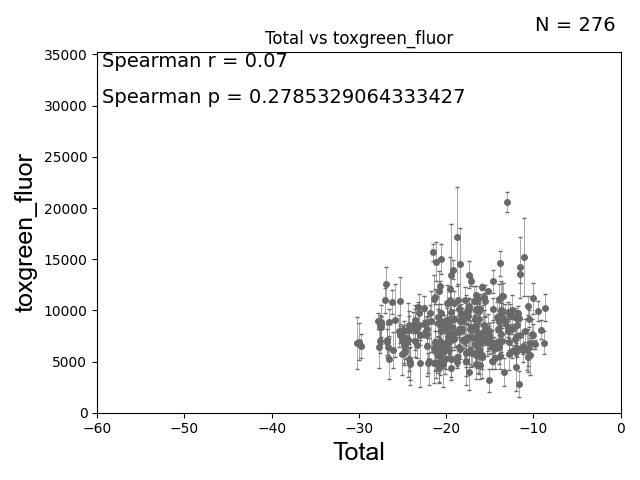 N = 276
Total vs toxgreen_fluor
Spearman r = 0.07
Spearman p = 0.2785329064333427
35000
30000
25000
20000
15000
10000
5000
0
toxgreen_fluor
−60 −50 −40 −30 −20 −10 0
Total